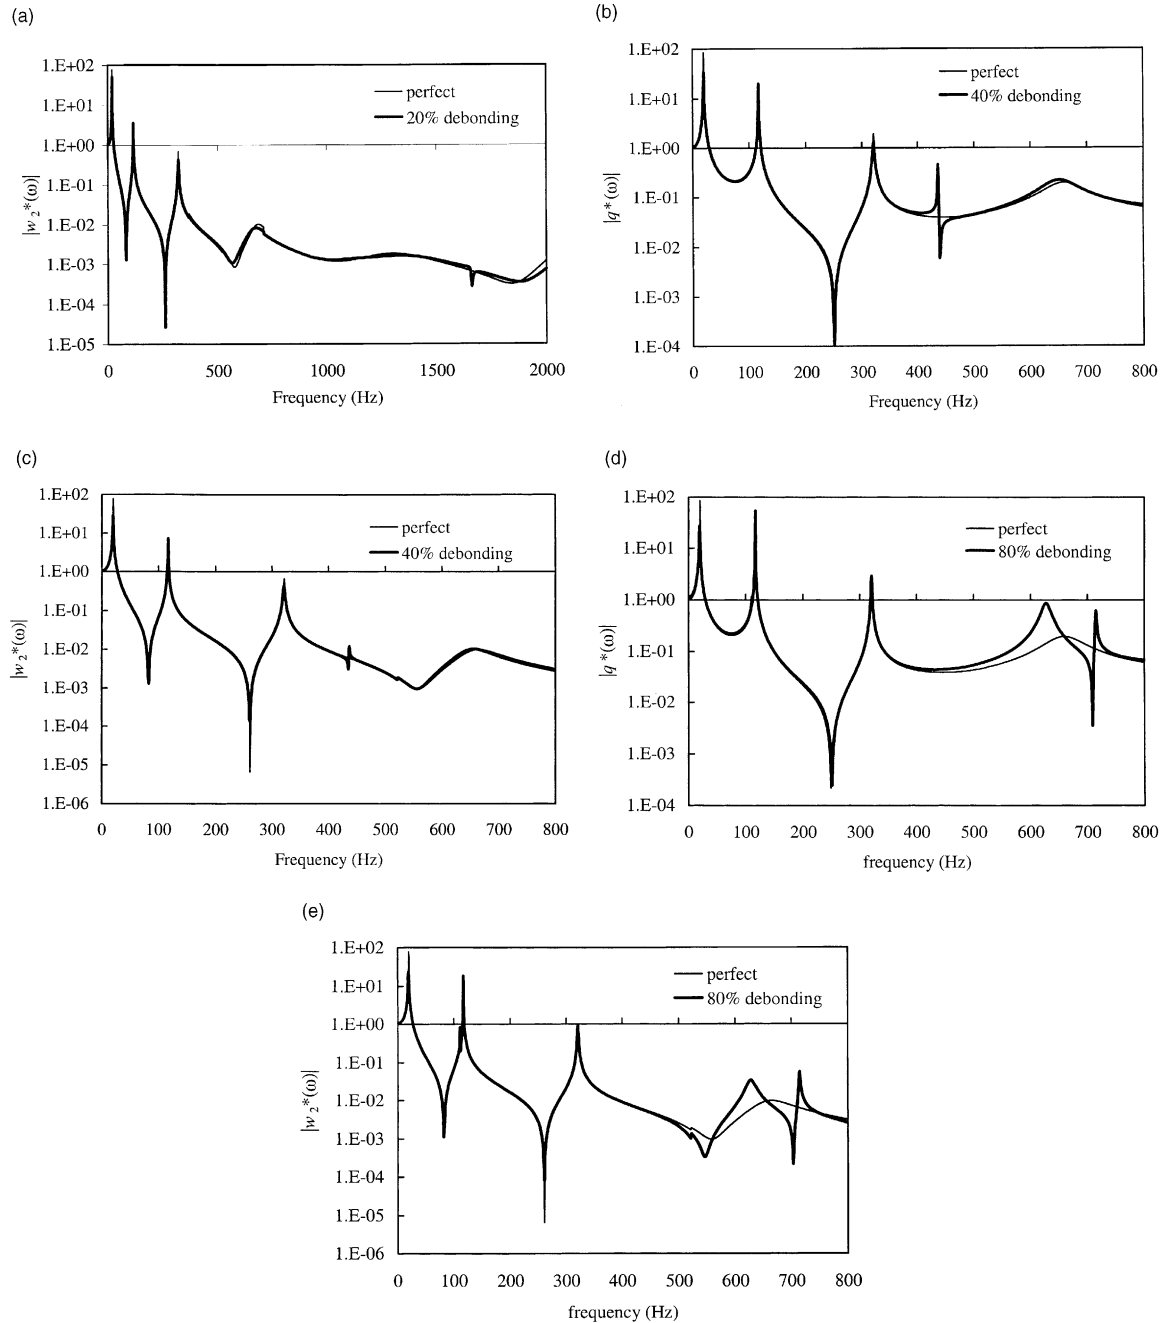 (a)
|w 2*(ω)|
1.E+02
1.E+01
1.E+00
1.E-01
1.E-02
1.E-03
1.E-04
1.E-05
perfect
20% debonding
0 500 1000 1500 2000
Frequency (Hz)
(b)
|q*(ω)|
1.E+02
1.E+01
1.E+00
1.E-01
1.E-02
1.E-03
1.E-04
perfect
40% debonding
0 100 200 300 400 500 600 700 800
Frequency (Hz)
(c)
|w 2*(ω)|
1.E+02
1.E+01
1.E+00
1.E-01
1.E-02
1.E-03
1.E-04
1.E-05
1.E-06
perfect
40% debonding
0 100 200 300 400 500 600 700 800
Frequency (Hz)
(d)
|q*(ω)|
1.E+02
1.E+01
1.E+00
1.E-01
1.E-02
1.E-03
1.E-04
perfect
80% debonding
0 100 200 300 400 500 600 700 800
frequency (Hz)
(e)
|w 2*(ω)|
1.E+02
1.E+01
1.E+00
1.E-01
1.E-02
1.E-03
1.E-04
1.E-05
1.E-06
perfect
80% debonding
0 100 200 300 400 500 600 700 800
frequency (Hz)